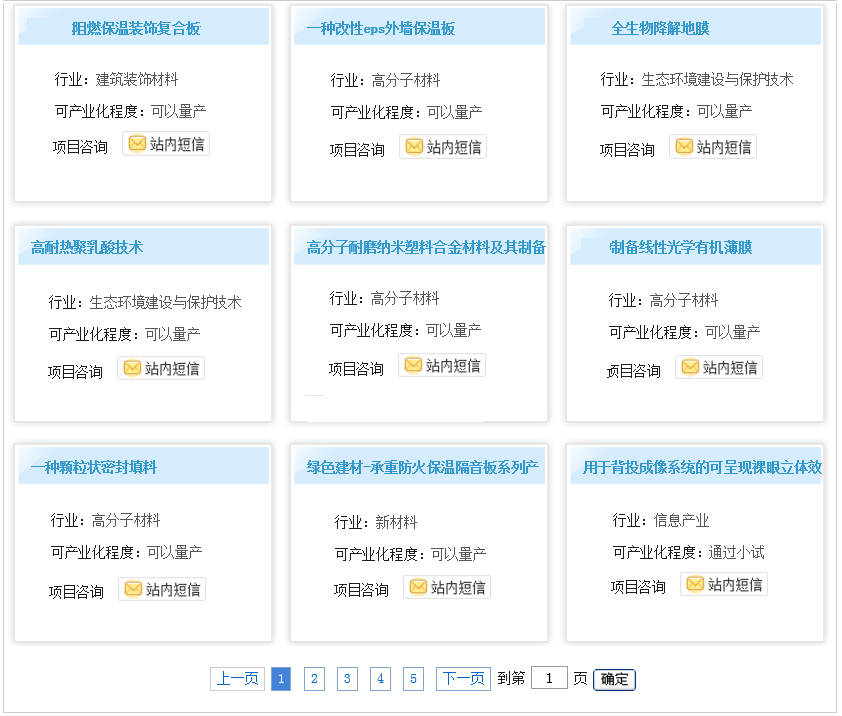 阻燃保温装饰复合板
行业：建筑装饰材料
可产业化程度：可以量产
项目咨询 站内短信
一种改性eps外墙保温板
行业：高分子材料
可产业化程度：可以量产
项目咨询 站内短信
全生物降解地膜
行业：生态环境建设与保护技术
可产业化程度：可以量产
项目咨询 站内短信
高耐热聚乳酸技术
行业：生态环境建设与保护技术
可产业化程度：可以量产
项目咨询 站内短信
高分子耐磨纳米塑料合金材料及其制备
行业：高分子材料
可产业化程度：可以量产
项目咨询 站内短信
制备线性光学有机薄膜
行业：高分子材料
可产业化程度：可以量产
项目咨询 站内短信
一种颗粒状密封填料
行业：高分子材料
可产业化程度：可以量产
项目咨询 站内短信
绿色建材-承重防火保温隔音板系列产
行业：新材料
可产业化程度：可以量产
项目咨询 站内短信
用于背投成像系统的可呈现裸眼立体效
行业：信息产业
可产业化程度：通过小试
项目咨询 站内短信
上一页 1 2 3 4 5 下一页 到第 1 页 确定